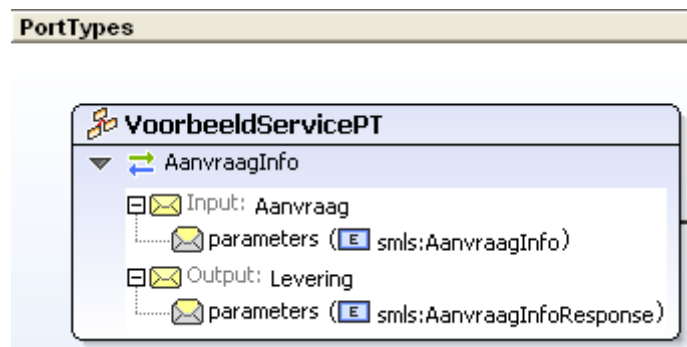 PortTypes
VoorbeeldServicePT
AanvraagInfo
Input: Aanvraag
parameters (E smls:AanvraagInfo)
Output: Levering
parameters (E smls:AanvraagInfoResponse)